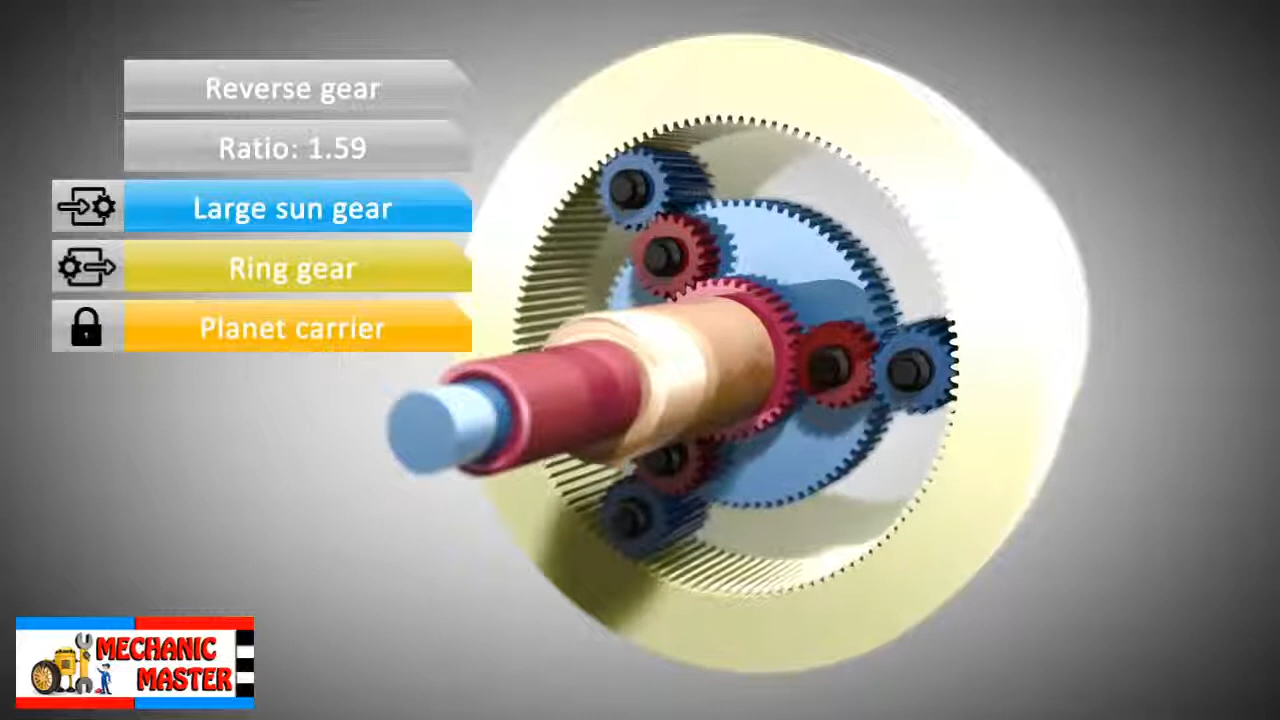 Reverse gear
Ratio: 1.59
Large sun gear
Ring gear
Planet carrier
MECHANIC
MASTER